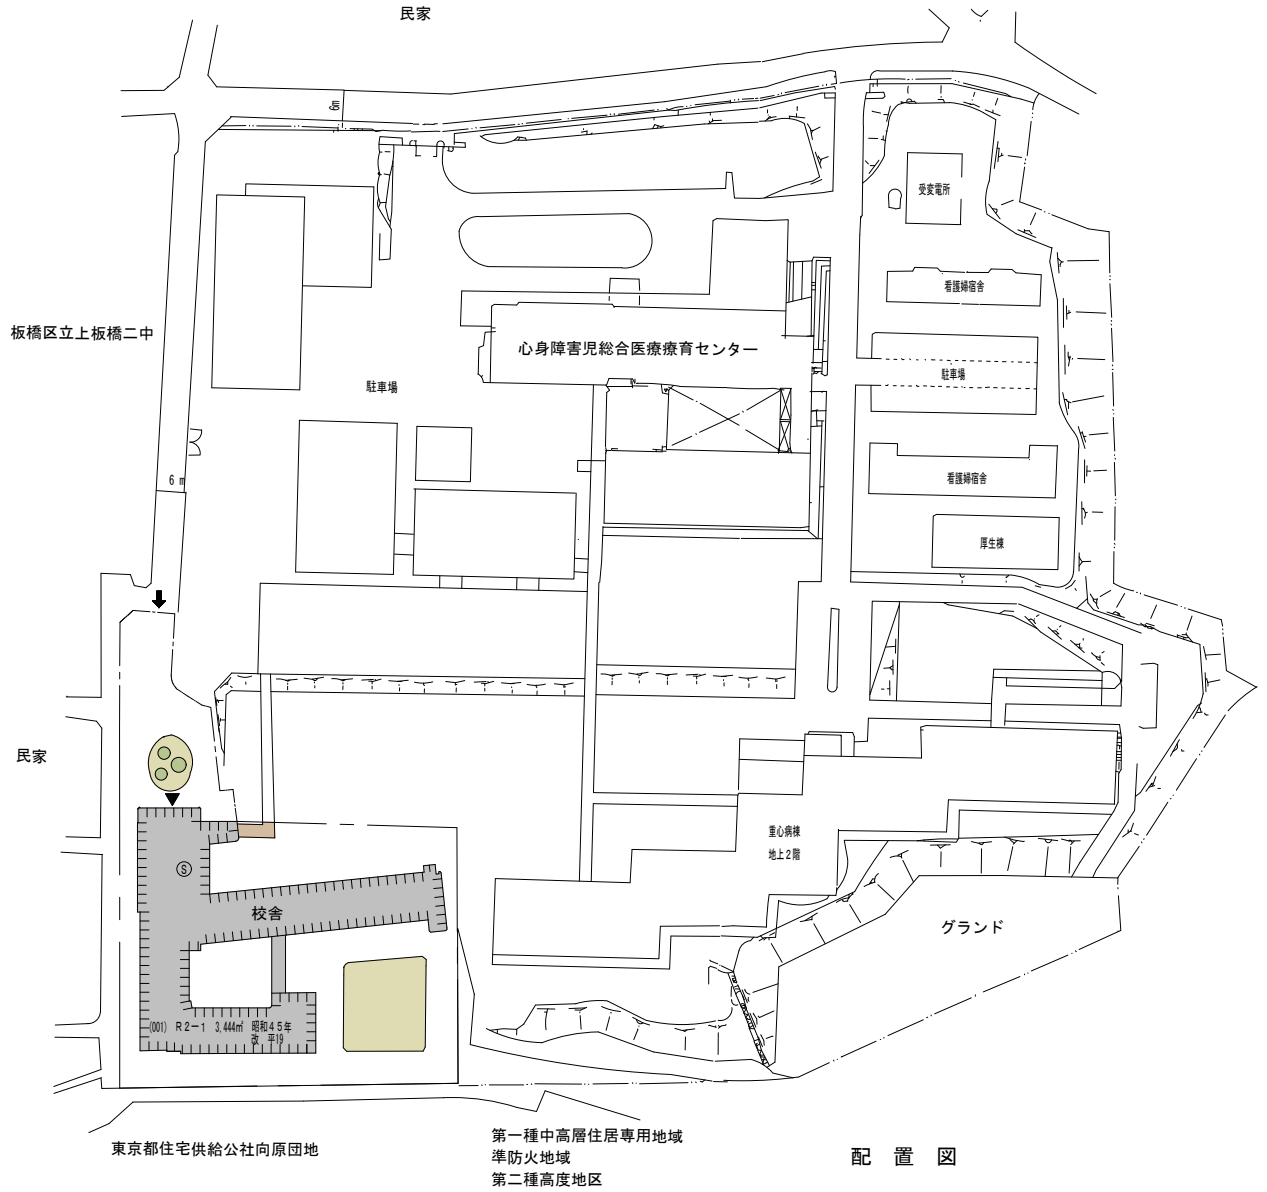 民家
6m
受変電所
看護婦宿舎
板橋区立上板橋二中
心身障害児総合医療療育センター
駐車場
駐車場
6 m
看護婦宿舎
厚生棟
民家
重心病棟
地上2階
S
校舎
グランド
(001) R2-1 3,444㎡ 昭和45年
改 平19
東京都住宅供給公社向原団地
第一種中高層住居専用地域
準防火地域
第二種高度地区
配 置 図